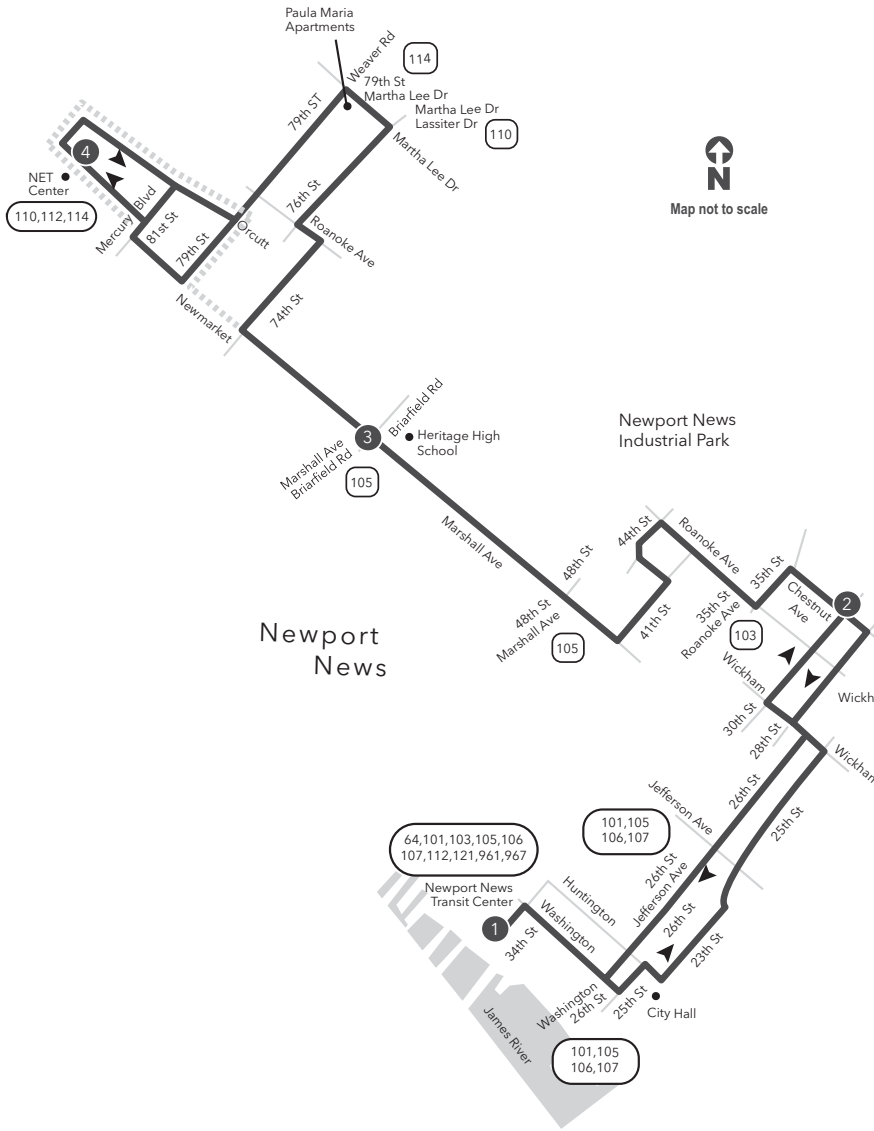 Paula Maria
Apartments
Weaver Rd
114
79th St
Martha Lee Dr
Martha Lee Dr
Lassiter Dr
110
79th ST
Martha Lee Dr
4
NET
Center
110,112,114
Mercury Blvd
81st St
79th St
Orcutt
76th St
Roanoke Ave
74th St
Newmarket
N
Map not to scale
3
Briarfield Rd
Heritage High
School
Marshall Ave
Briarfield Rd
105
Newport News
Industrial Park
Marshall Ave
48th St
48th St
Marshall Ave
105
41th St
44th St
Roanoke Ave
35th St
35th St
Roanoke Ave
103
Chestnut
Ave
2
Newport
News
Wickham
Wickh
30th St
28th St
Wickham
26th St
25th St
Jefferson Ave
101,105
106,107
26th St
Jefferson Ave
64,101,103,105,106
107,112,121,961,967
Newport News
Transit Center
1
34th St
Huntington
Washington
26th St
23th St
Washington
26th St
25th St
City Hall
James River
101,105
106,107